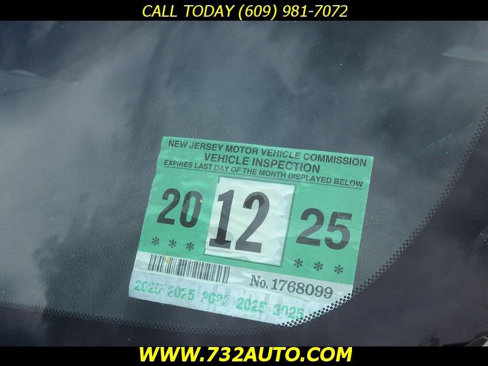 CALL TODAY (609) 981-7072
NEW JERSEY MOTOR VEHICLE COMMISSION
VEHICLE INSPECTION
EXPIRES LAST DAY OF THE MONTH DISPLAYED BELOW
20 12 25
* * * * * *
No. 1768099
2025 2025 2025 2025 2025
WWW.732AUTO.COM